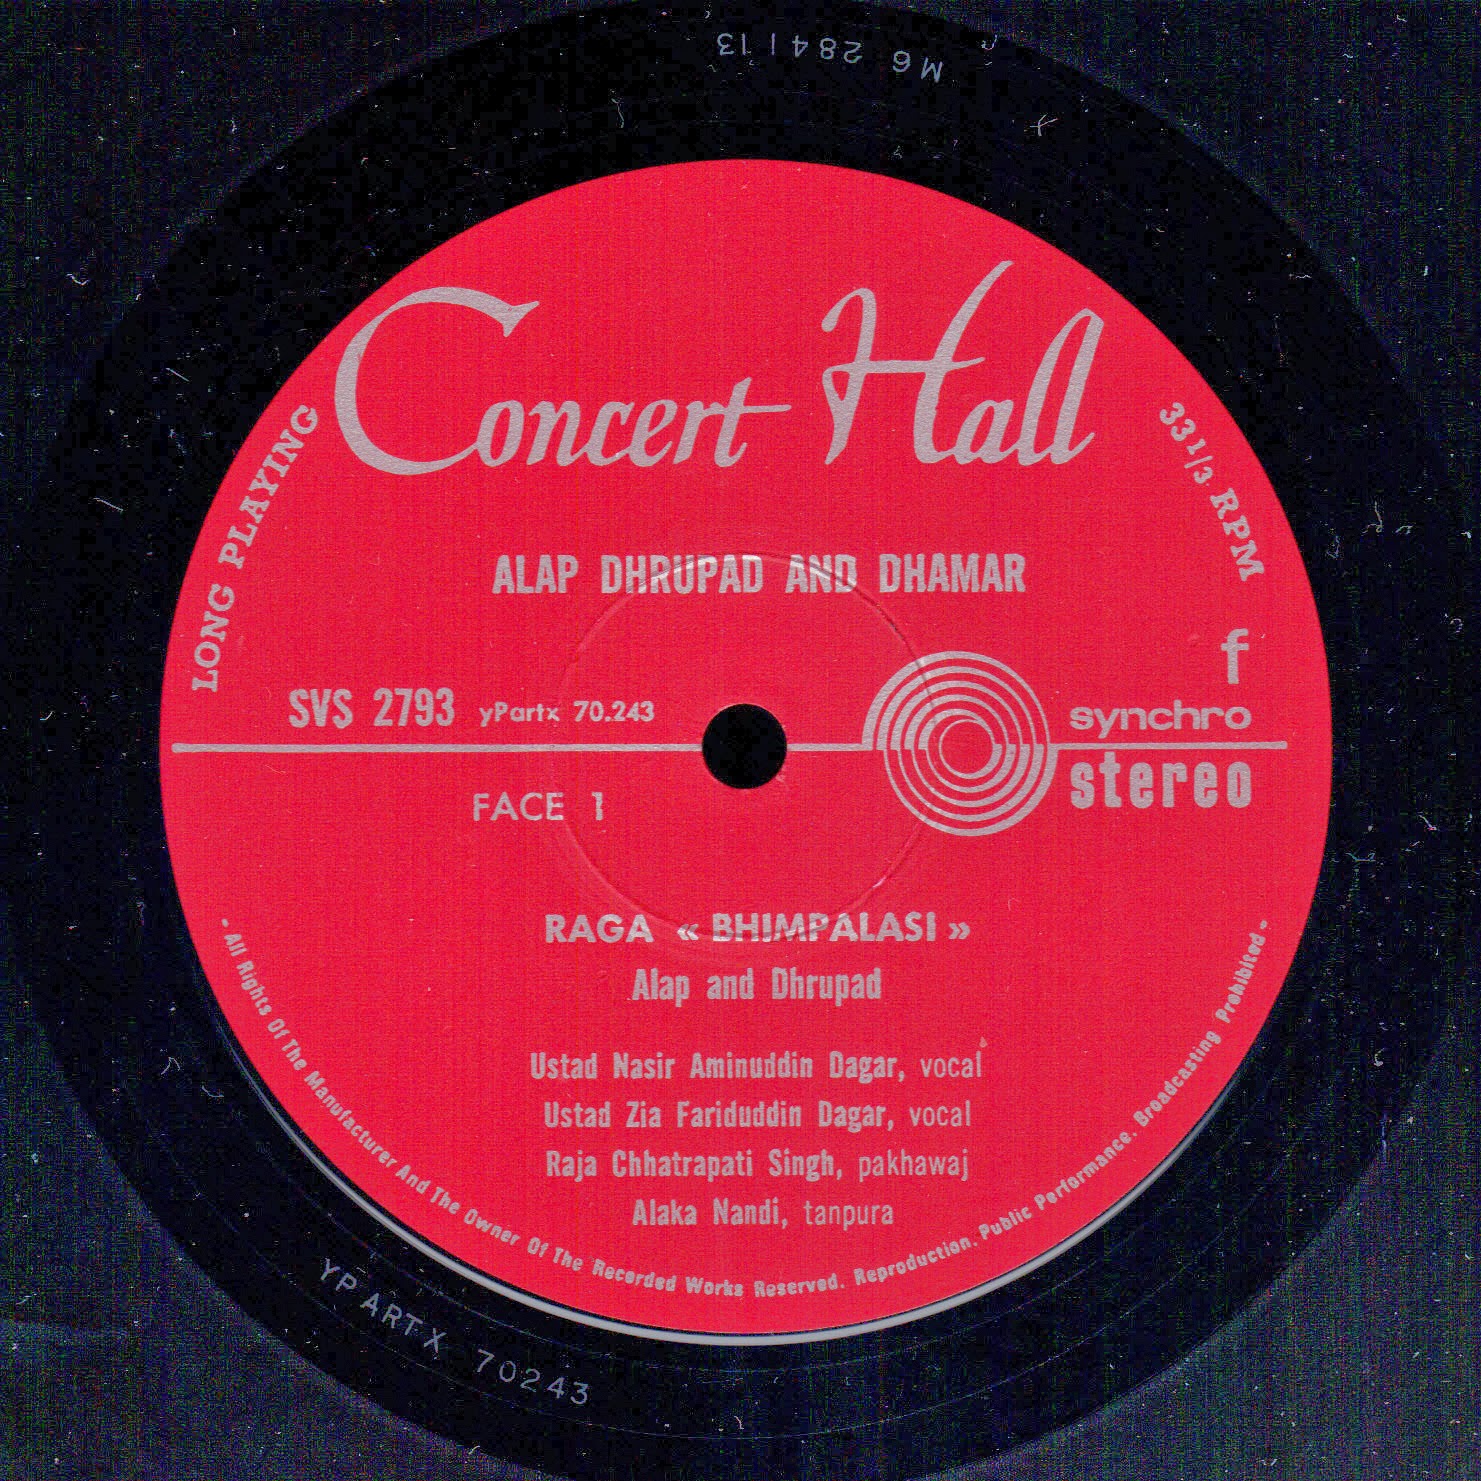 M6 284113
Concert Hall
LONG PLAYING
33 1/3 RPM
ALAP DHRUPAD AND DHAMAR
f
SVS 2793 yPartx 70.243
synchro
stereo
FACE 1
RAGA « BHIMPALASI »
Alap and Dhrupad
Ustad Nasir Aminuddin Dagar, vocal
Ustad Zia Fariduddin Dagar, vocal
Raja Chhatrapati Singh, pakhawaj
Alaka Nandi, tanpura
- All Rights Of The Manufacturer And The Owner Of The Recorded Works Reserved. Reproduction. Public Performance. Broadcasting Prohibited -
YPARTX 70243